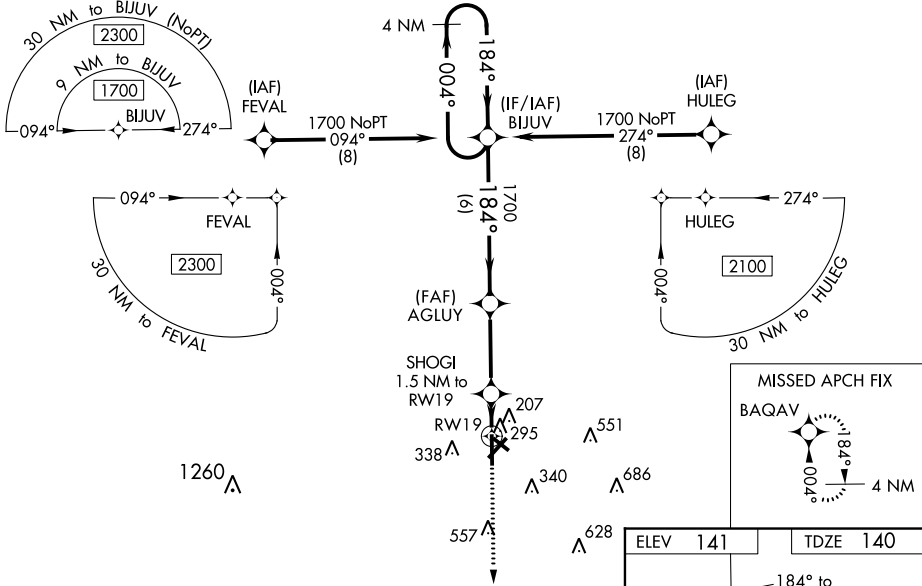 30 NM to BIJUV (NoPT)
2300
9 NM to BIJUV
1700
BIJUV
094°
274°
(IAF)
FEVAL
1700 NoPT
094°
(8)
4 NM
004°
184°
(IF/IAF)
BIJUV
1700 NoPT
274°
(8)
(IAF)
HULEG
1700
184°
(6)
094°
FEVAL
2300
004°
30 NM to FEVAL
HULEG
274°
2100
004°
30 NM to HULEG
(FAF)
AGLUY
SHOGI
1.5 NM to
RW19
RW19
207
295
338
551
340
686
1260
557
628
MISSED APCH FIX
BAQAV
184°
004°
4 NM
ELEV 141
TDZE 140
184° to